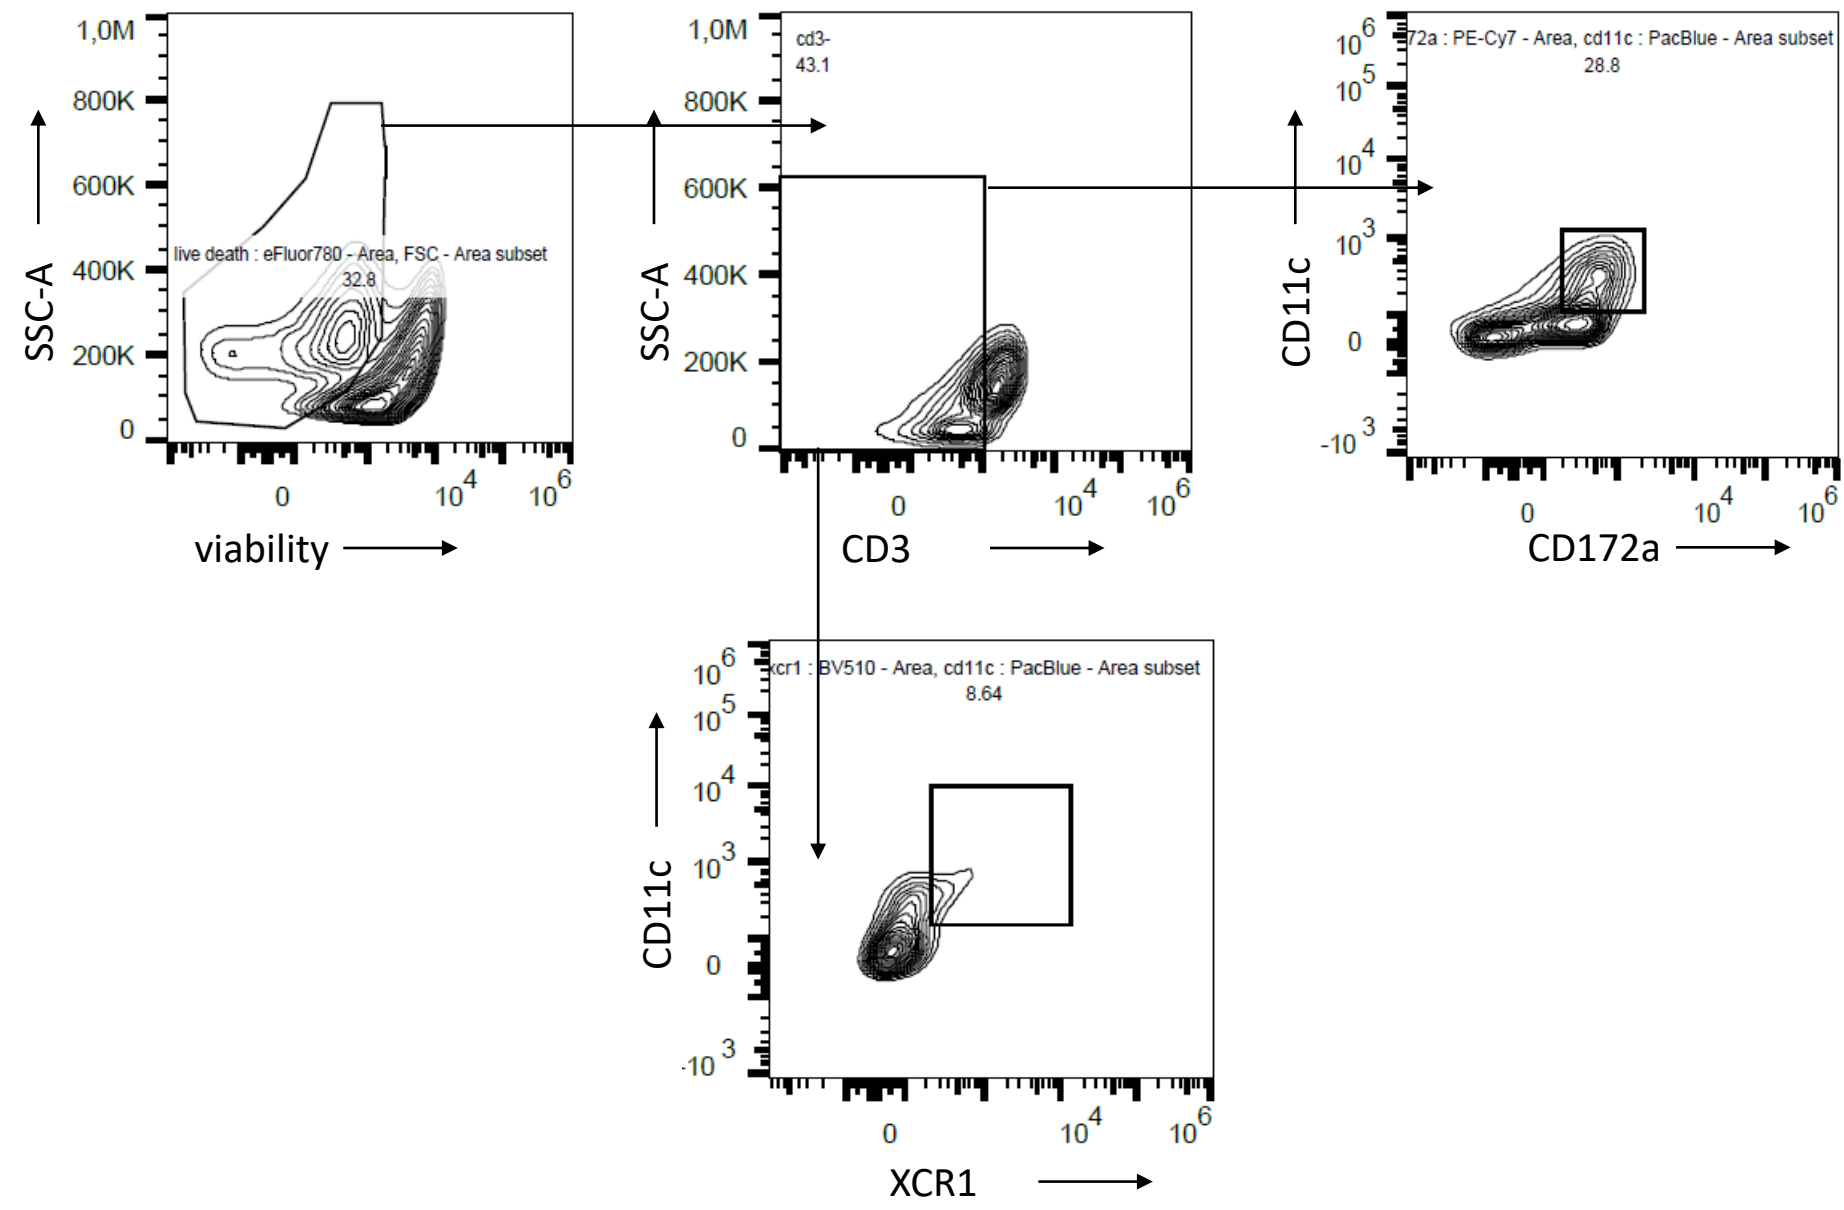 1,0M
800K
600K
400K
200K
0
SSC-A
live death : eFluor780 - Area, FSC - Area subset
32.8
0
10^4
10^6
viability
1,0M
800K
600K
400K
200K
0
SSC-A
cd3-
43.1
0
10^4
10^6
CD3
10^6
10^5
10^4
10^3
0
-10^3
CD11c
72a : PE-Cy7 - Area, cd11c : PacBlue - Area subset
28.8
0
10^4
10^6
CD172a
10^6
10^5
10^4
10^3
0
-10^3
CD11c
xcr1 : BV510 - Area, cd11c : PacBlue - Area subset
8.64
0
10^4
10^6
XCR1